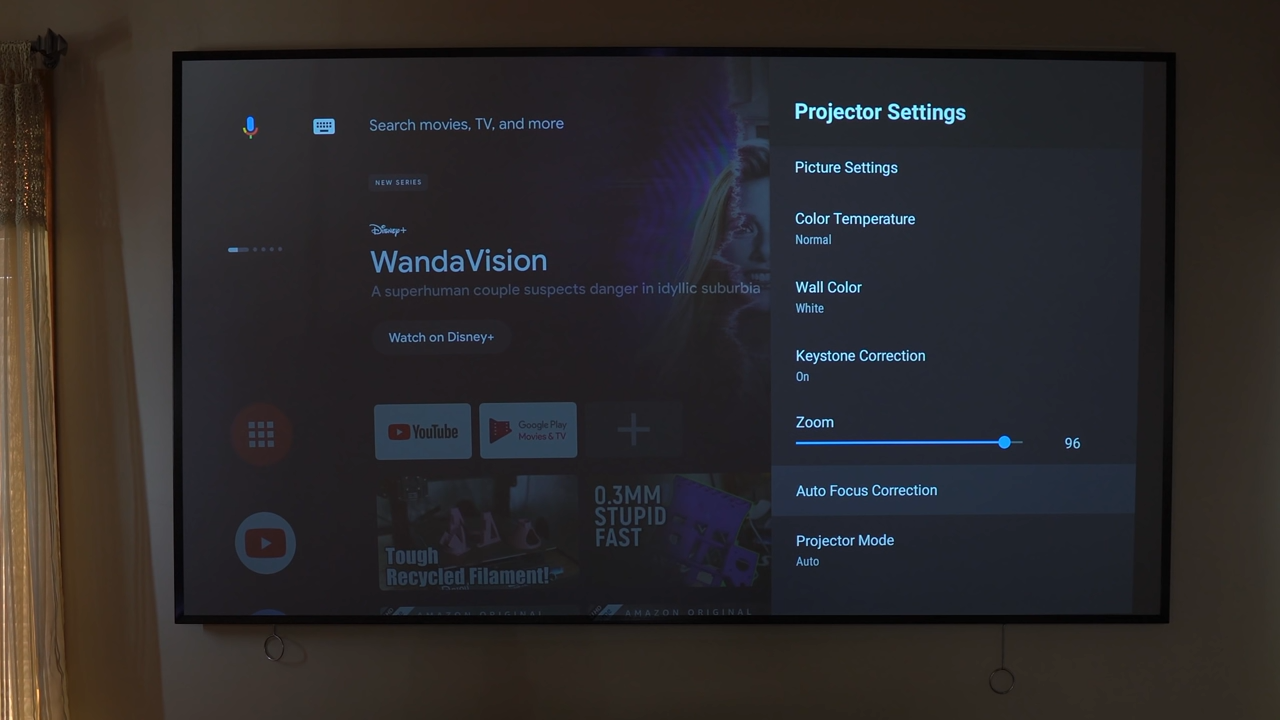 Search movies, TV, and more
NEW SERIES
Disney+
WandaVision
A superhuman couple suspects danger in idyllic suburbia
Watch on Disney+
YouTube
Google Play
Movies & TV
Tough
Recycled Filament!
0.3MM
STUPID
FAST
AMAZON ORIGINAL
AMAZON ORIGINAL
Projector Settings
Picture Settings
Color Temperature
Normal
Wall Color
White
Keystone Correction
On
Zoom
96
Auto Focus Correction
Projector Mode
Auto